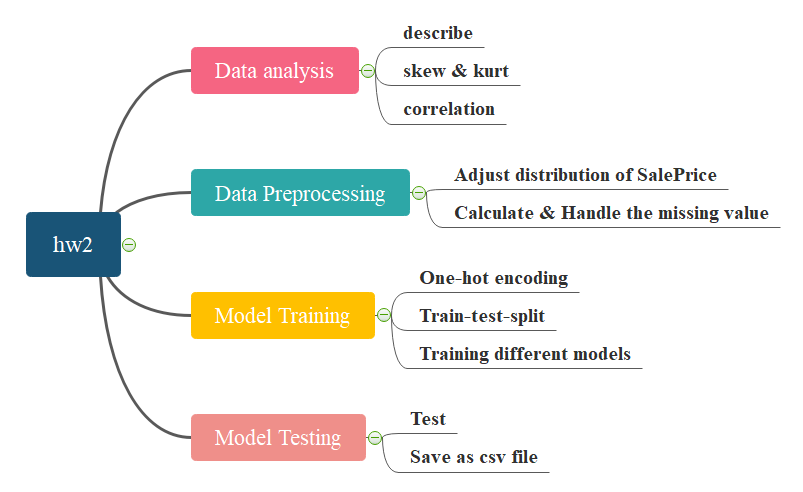 hw2
Data analysis
describe
skew & kurt
correlation
Data Preprocessing
Adjust distribution of SalePrice
Calculate & Handle the missing value
Model Training
One-hot encoding
Train-test-split
Training different models
Model Testing
Test
Save as csv file